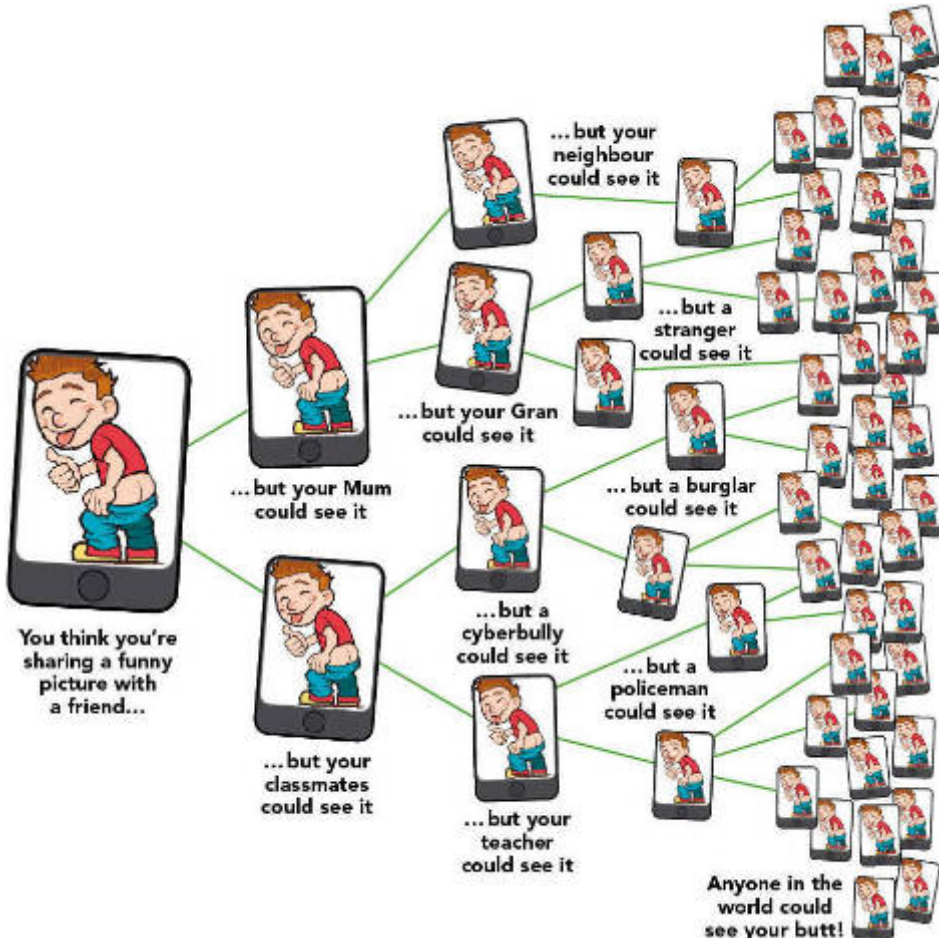 You think you're
sharing a funny
picture with
a friend...
...but your Mum
could see it
...but your
classmates
could see it
...but your Gran
could see it
...but a
cyberbully
could see it
...but your
teacher
could see it
...but your
neighbour
could see it
...but a
stranger
could see it
...but a burglar
could see it
...but a
policeman
could see it
Anyone in the
world could
see your butt!